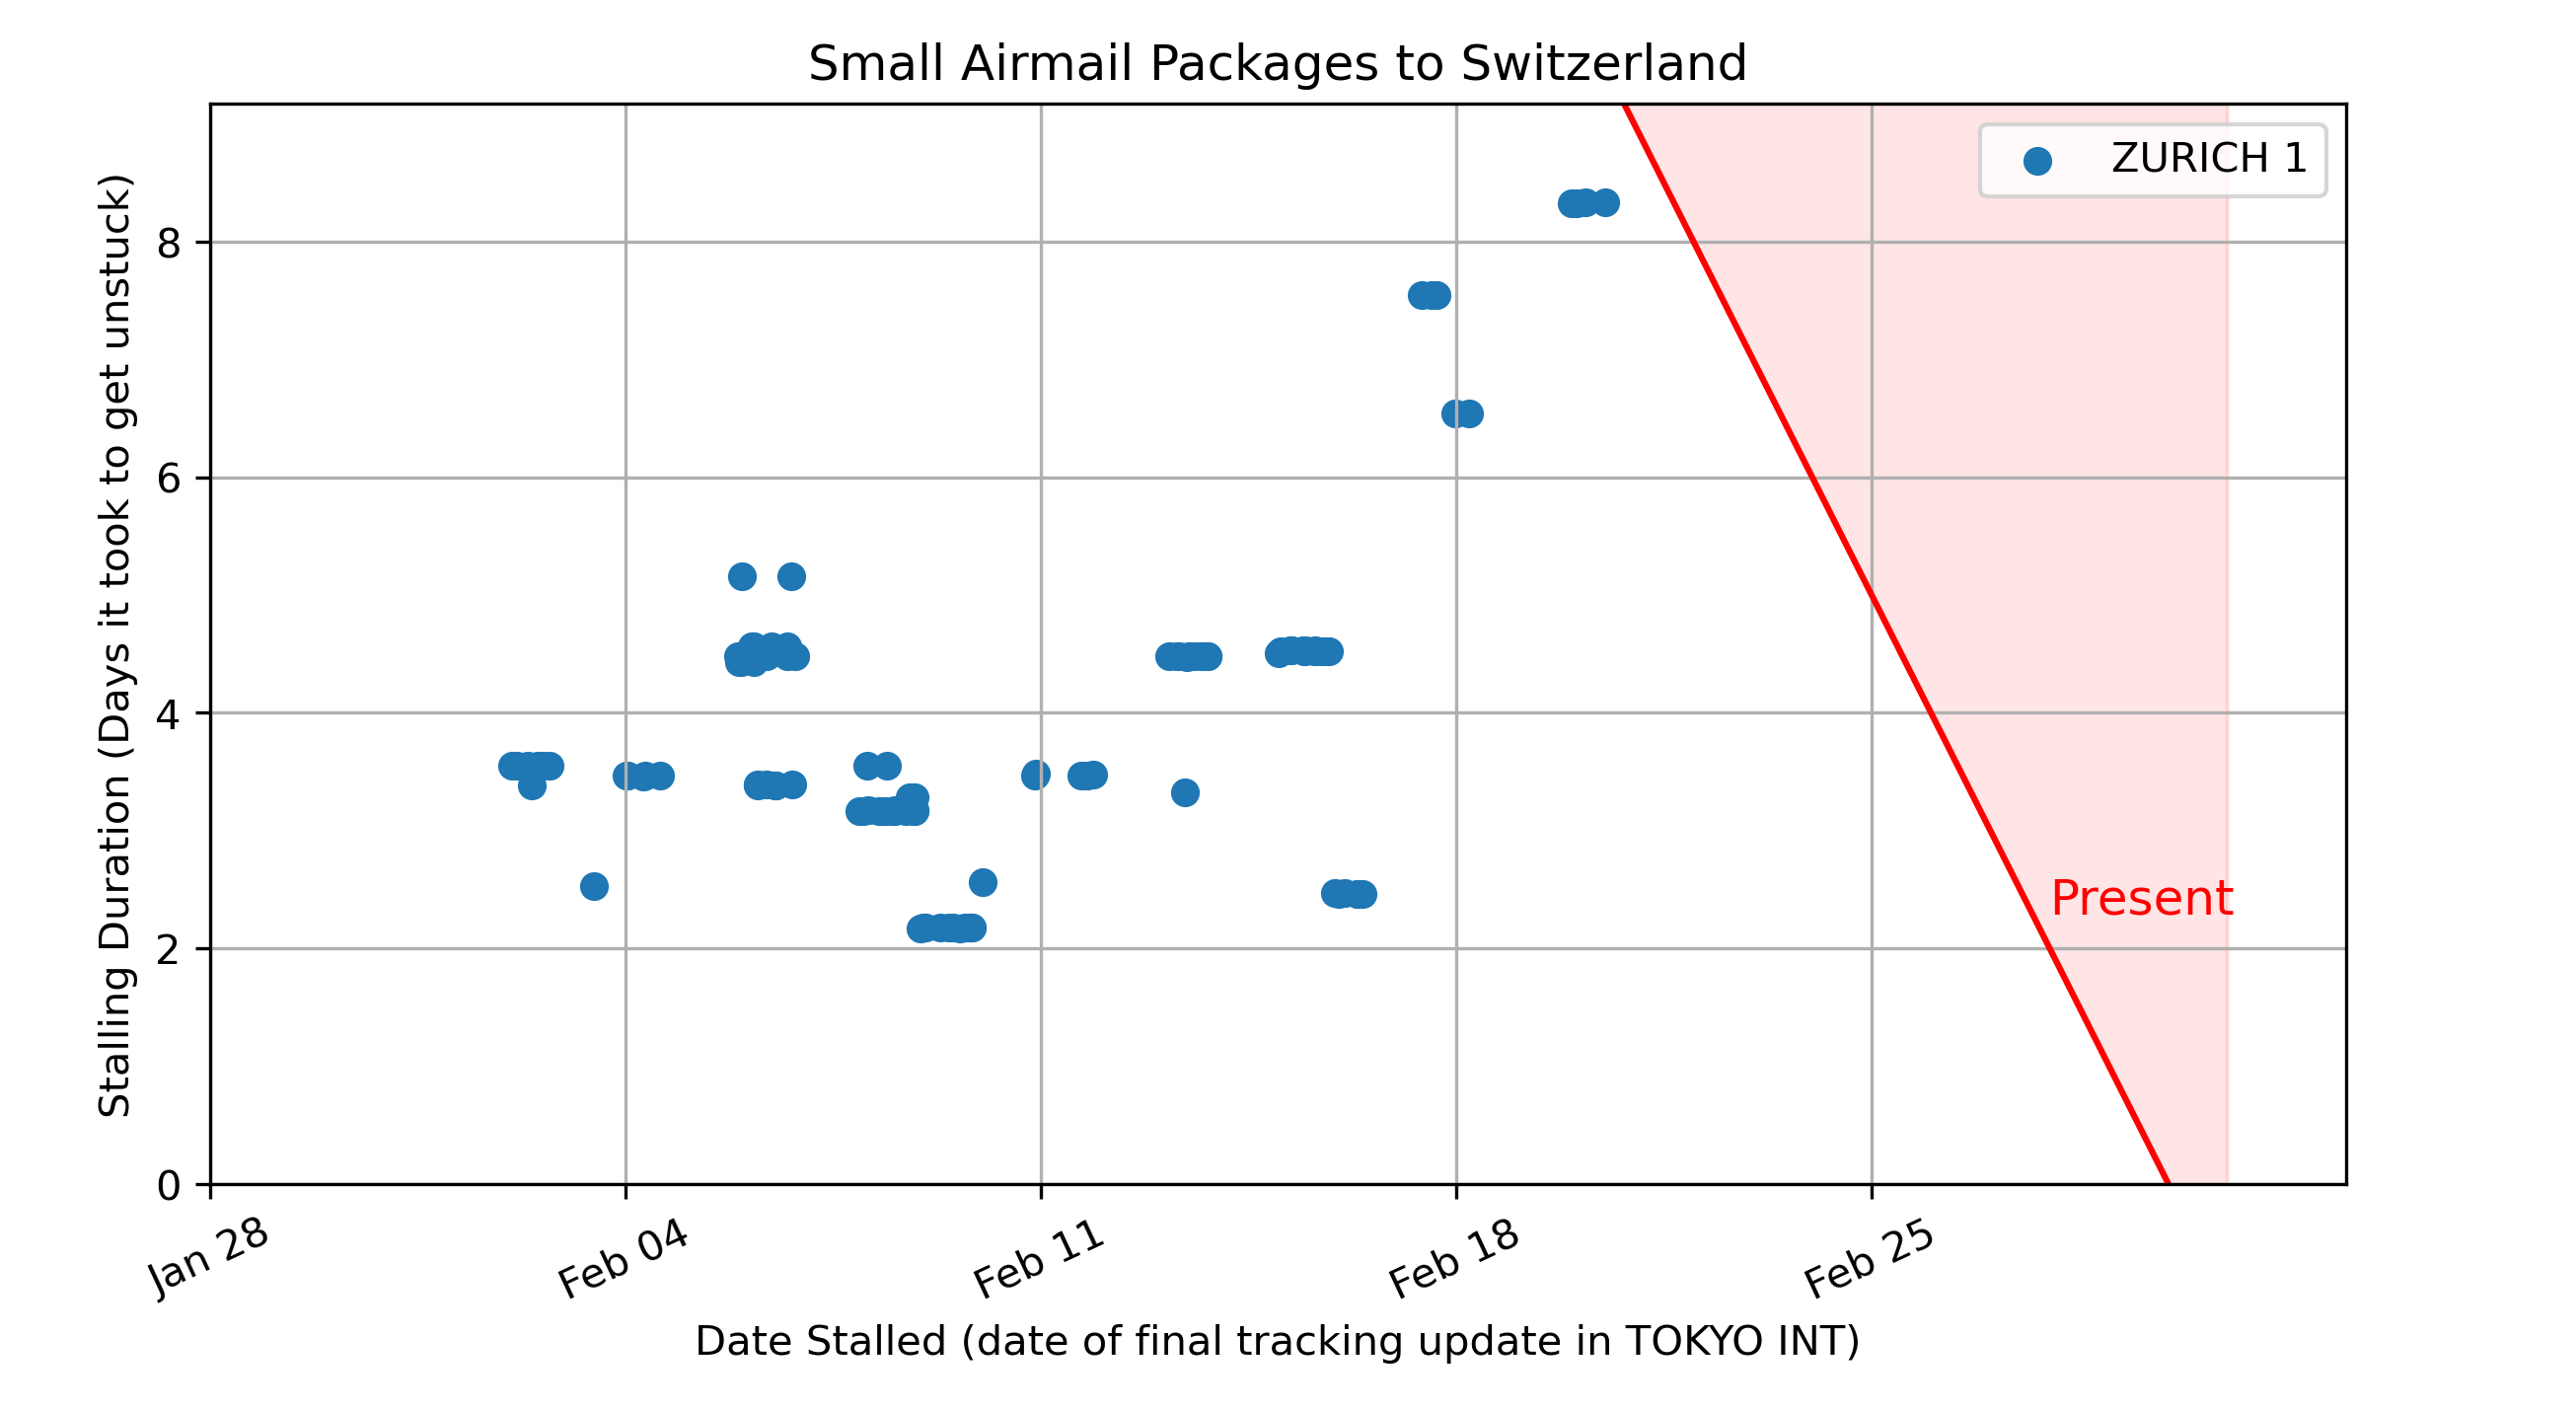 Small Airmail Packages to Switzerland
ZURICH 1
Stalling Duration (Days it took to get unstuck)
8
6
4
2
0
Present
Jan 28
Feb 04
Feb 11
Feb 18
Feb 25
Date Stalled (date of final tracking update in TOKYO INT)